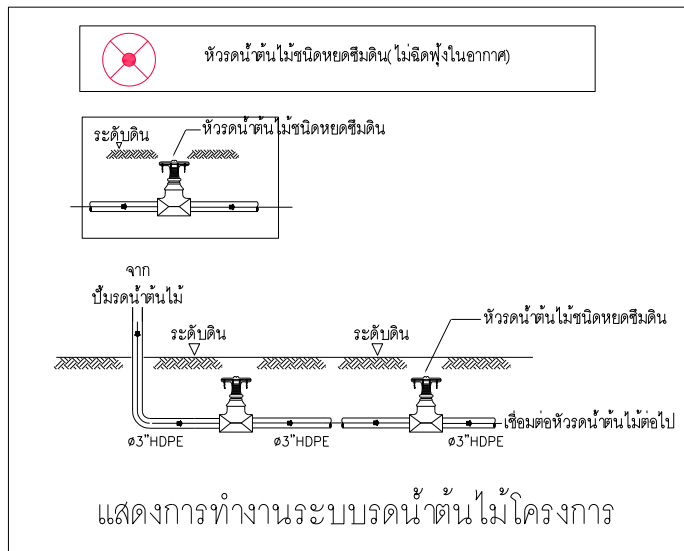 หัวรดน้ำต้นไม้ชนิดหยดซึมดิน(ไม่ฉีดฟุ้งในอากาศ)
หัวรดน้ำต้นไม้ชนิดหยดซึมดิน
ระดับดิน
จาก
ปั๊มรดน้ำต้นไม้
หัวรดน้ำต้นไม้ชนิดหยดซึมดิน
ระดับดิน
ระดับดิน
เชื่อมต่อหัวรดน้ำต้นไม้ต่อไป
ø3"HDPE
ø3"HDPE
ø3"HDPE
แสดงการทำงานระบบรดน้ำต้นไม้โครงการ